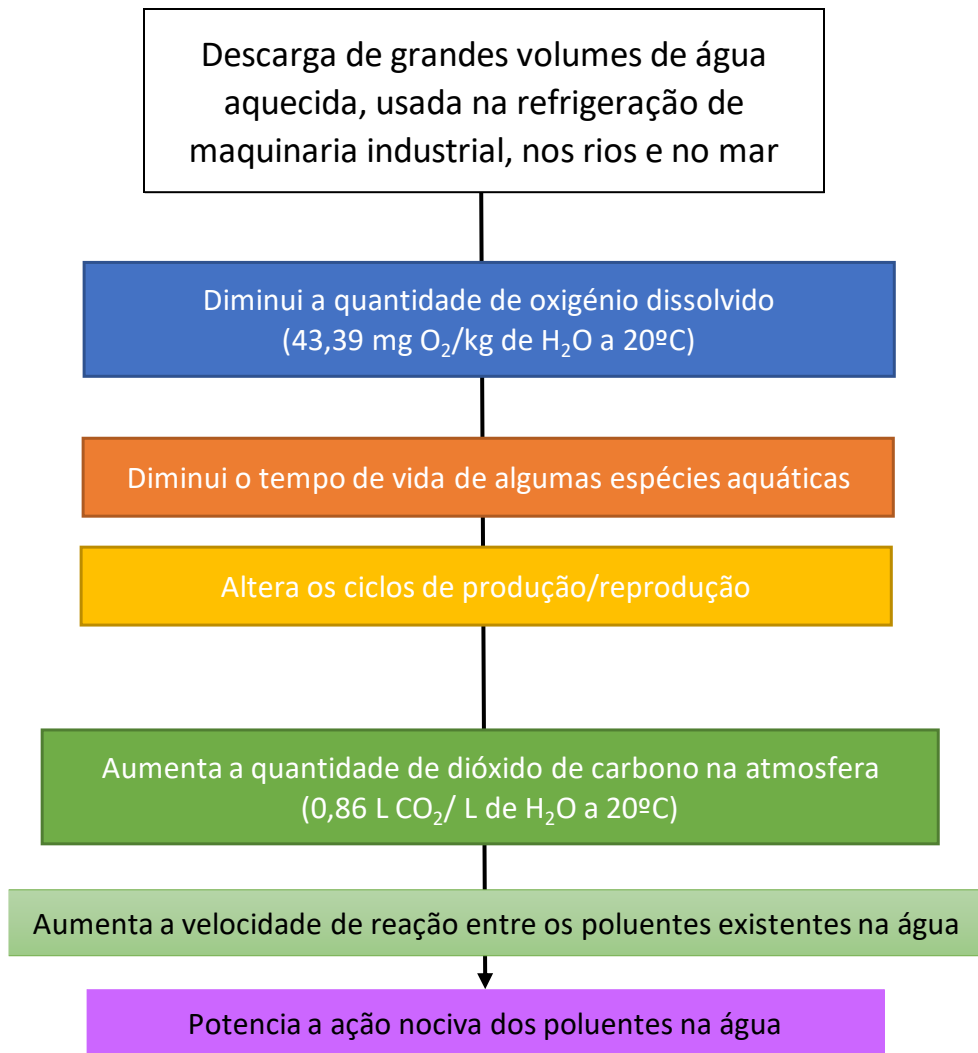 Descarga de grandes volumes de água
aquecida, usada na refrigeração de
maquinaria industrial, nos rios e no mar
Diminui a quantidade de oxigénio dissolvido
(43,39 mg O₂/kg de H₂O a 20ºC)
Diminui o tempo de vida de algumas espécies aquáticas
Altera os ciclos de produção/reprodução
Aumenta a quantidade de dióxido de carbono na atmosfera
(0,86 L CO₂/ L de H₂O a 20ºC)
Aumenta a velocidade de reação entre os poluentes existentes na água
Potencia a ação nociva dos poluentes na água